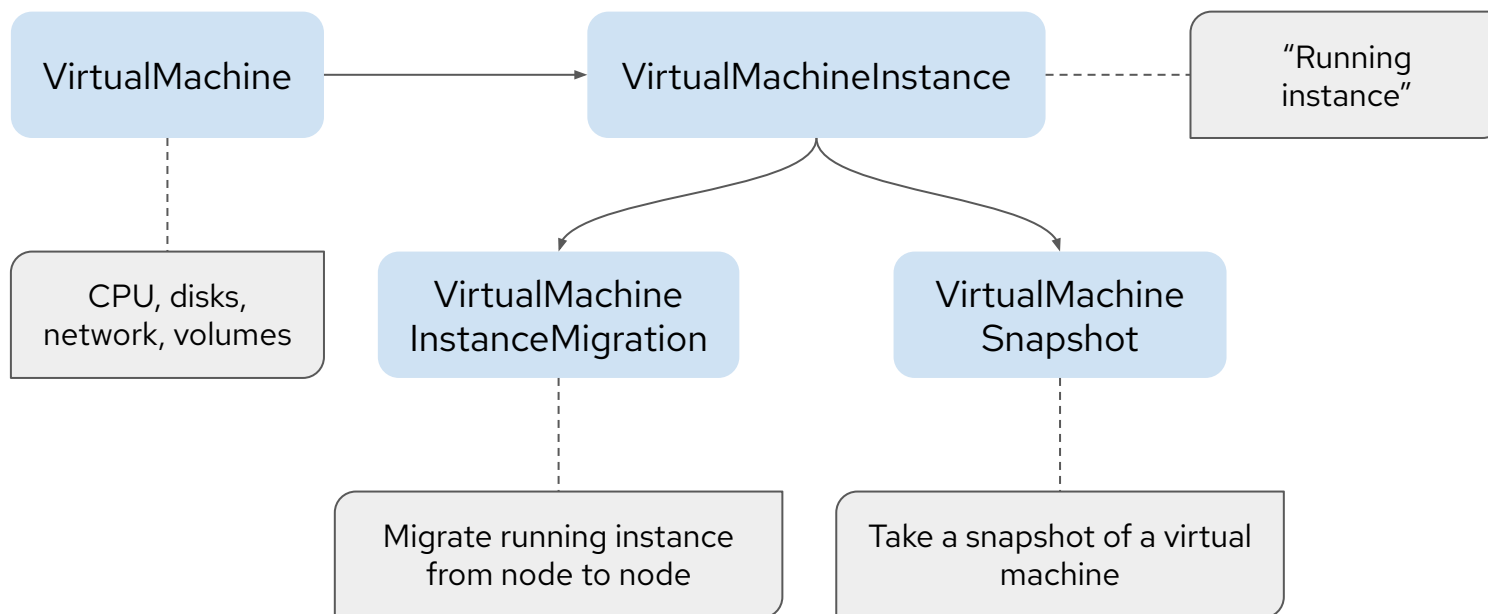 VirtualMachine
VirtualMachineInstance
“Running
instance”
CPU, disks,
network, volumes
VirtualMachine
InstanceMigration
VirtualMachine
Snapshot
Migrate running instance
from node to node
Take a snapshot of a virtual
machine